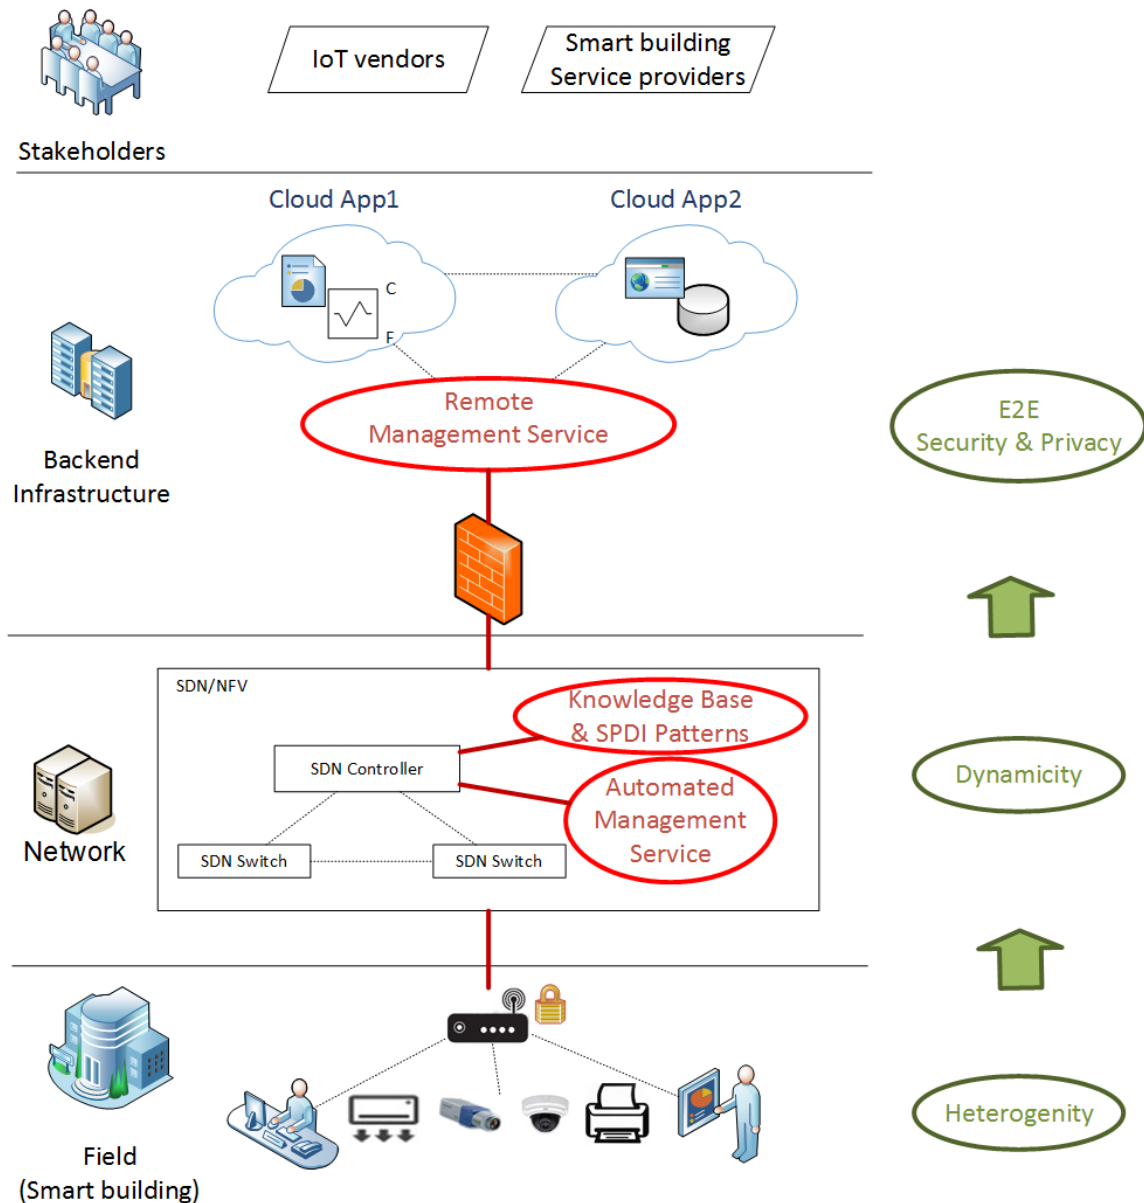 IoT vendors
Smart building
Service providers
Stakeholders
Cloud App1
Cloud App2
C
F
Remote
Management Service
Backend
Infrastructure
E2E
Security & Privacy
SDN/NFV
Knowledge Base
& SPDI Patterns
SDN Controller
Automated
Management
Service
SDN Switch
SDN Switch
Network
Dynamicity
Field
(Smart building)
Heterogenity